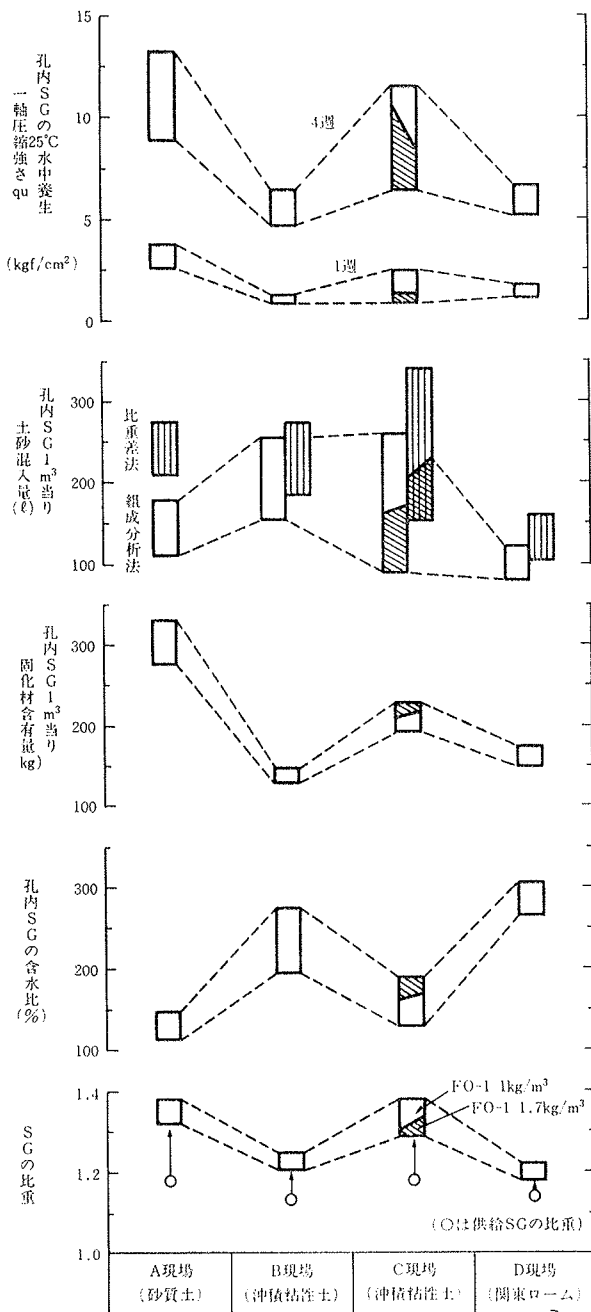 孔内SGの25℃水中養生
一軸圧縮強さqu
(kgf/cm²)
15
10
5
0
4週
1週
孔内SG1m³当り
土砂混入量(ℓ)
300
200
100
比重差法
組成分析法
孔内SG1m³当り
固化材含有量
kg)
300
200
100
孔内SGの含水比
(%)
300
200
100
SGの比重
1.4
1.2
1.0
FO-1 1kg/m³
FO-1 1.7kg/m³
(○は供給SGの比重)
A現場
(砂質土)
B現場
(沖積粘性土)
C現場
(沖積粘性土)
D現場
(関東ローム)